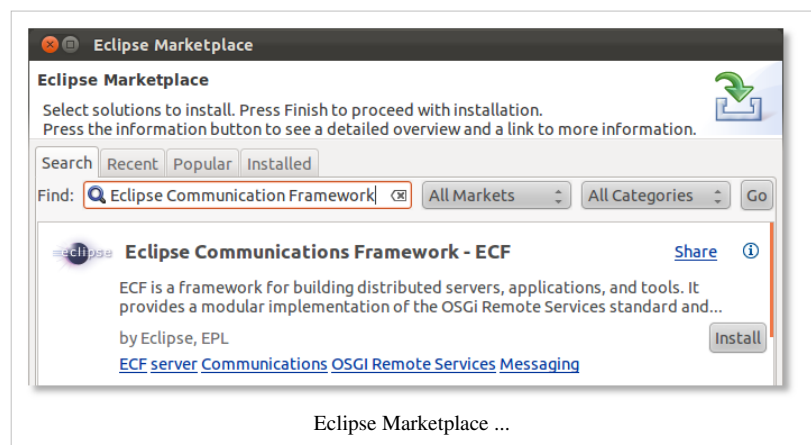 Eclipse Marketplace
Eclipse Marketplace
Select solutions to install. Press Finish to proceed with installation.
Press the information button to see a detailed overview and a link to more information.
Search Recent Popular Installed
Find: Eclipse Communication Framework All Markets All Categories Go
eclipse Eclipse Communications Framework - ECF Share i
ECF is a framework for building distributed servers, applications, and tools. It
provides a modular implementation of the OSGi Remote Services standard and...
by Eclipse, EPL Install
ECF server Communications OSGI Remote Services Messaging
Eclipse Marketplace ...